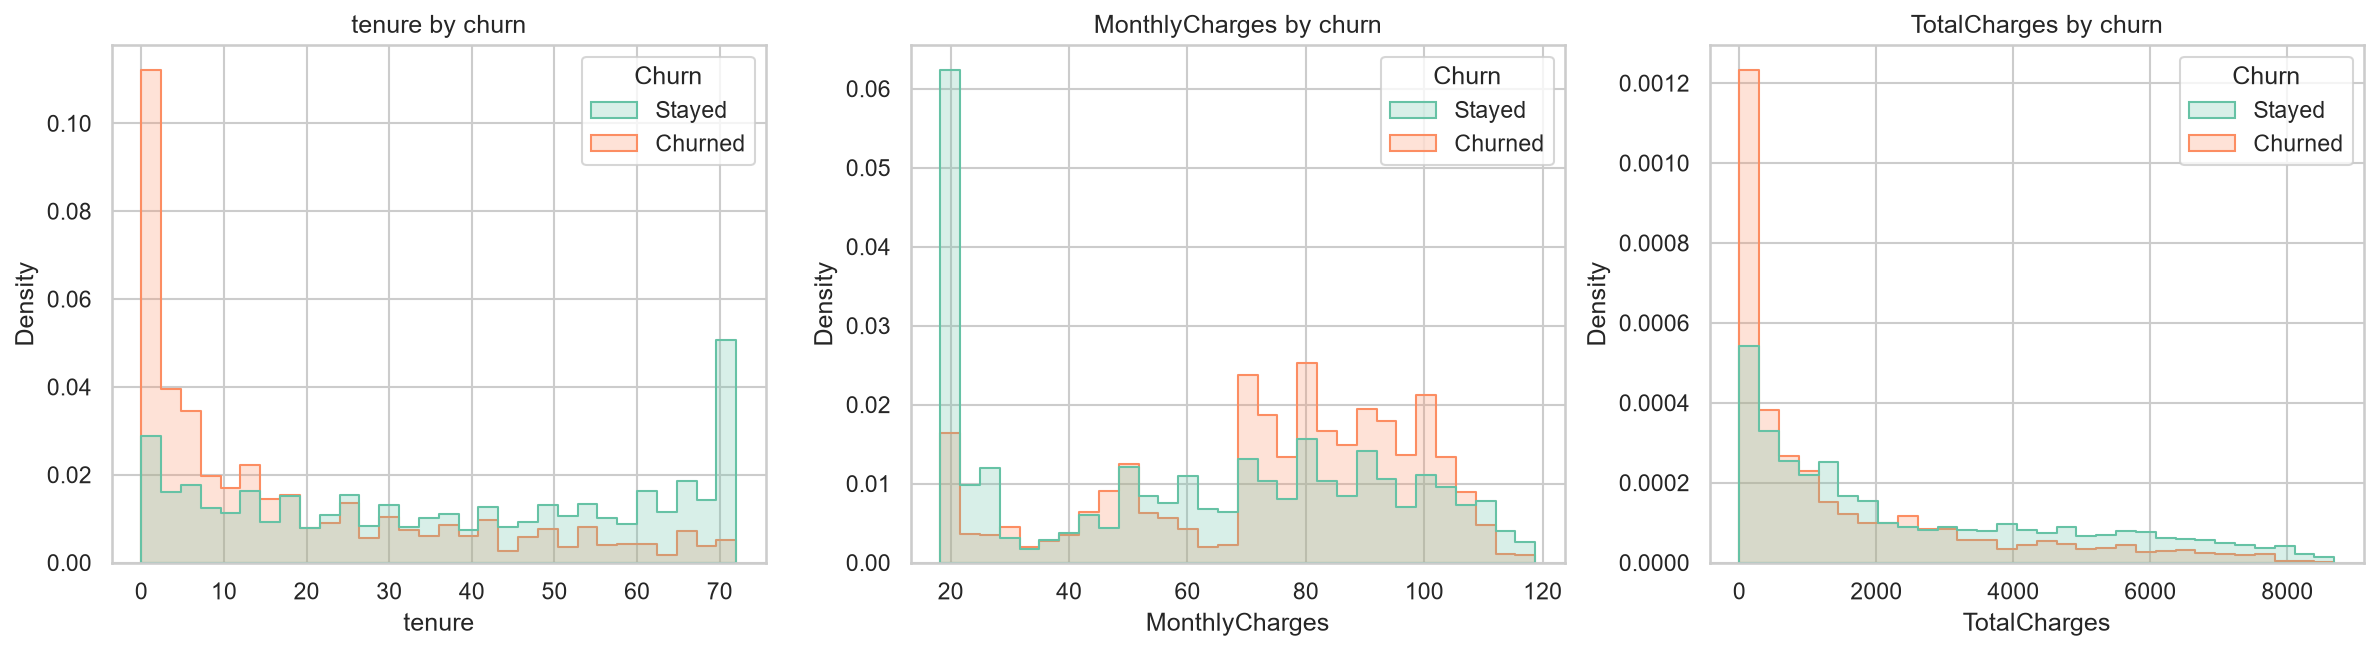 tenure by churn
Churn
Stayed
Churned
0.10
0.08
0.06
0.04
0.02
0.00
Density
0 10 20 30 40 50 60 70
tenure
MonthlyCharges by churn
Churn
Stayed
Churned
0.06
0.05
0.04
0.03
0.02
0.01
0.00
Density
20 40 60 80 100 120
MonthlyCharges
TotalCharges by churn
Churn
Stayed
Churned
0.0012
0.0010
0.0008
0.0006
0.0004
0.0002
0.0000
Density
0 2000 4000 6000 8000
TotalCharges